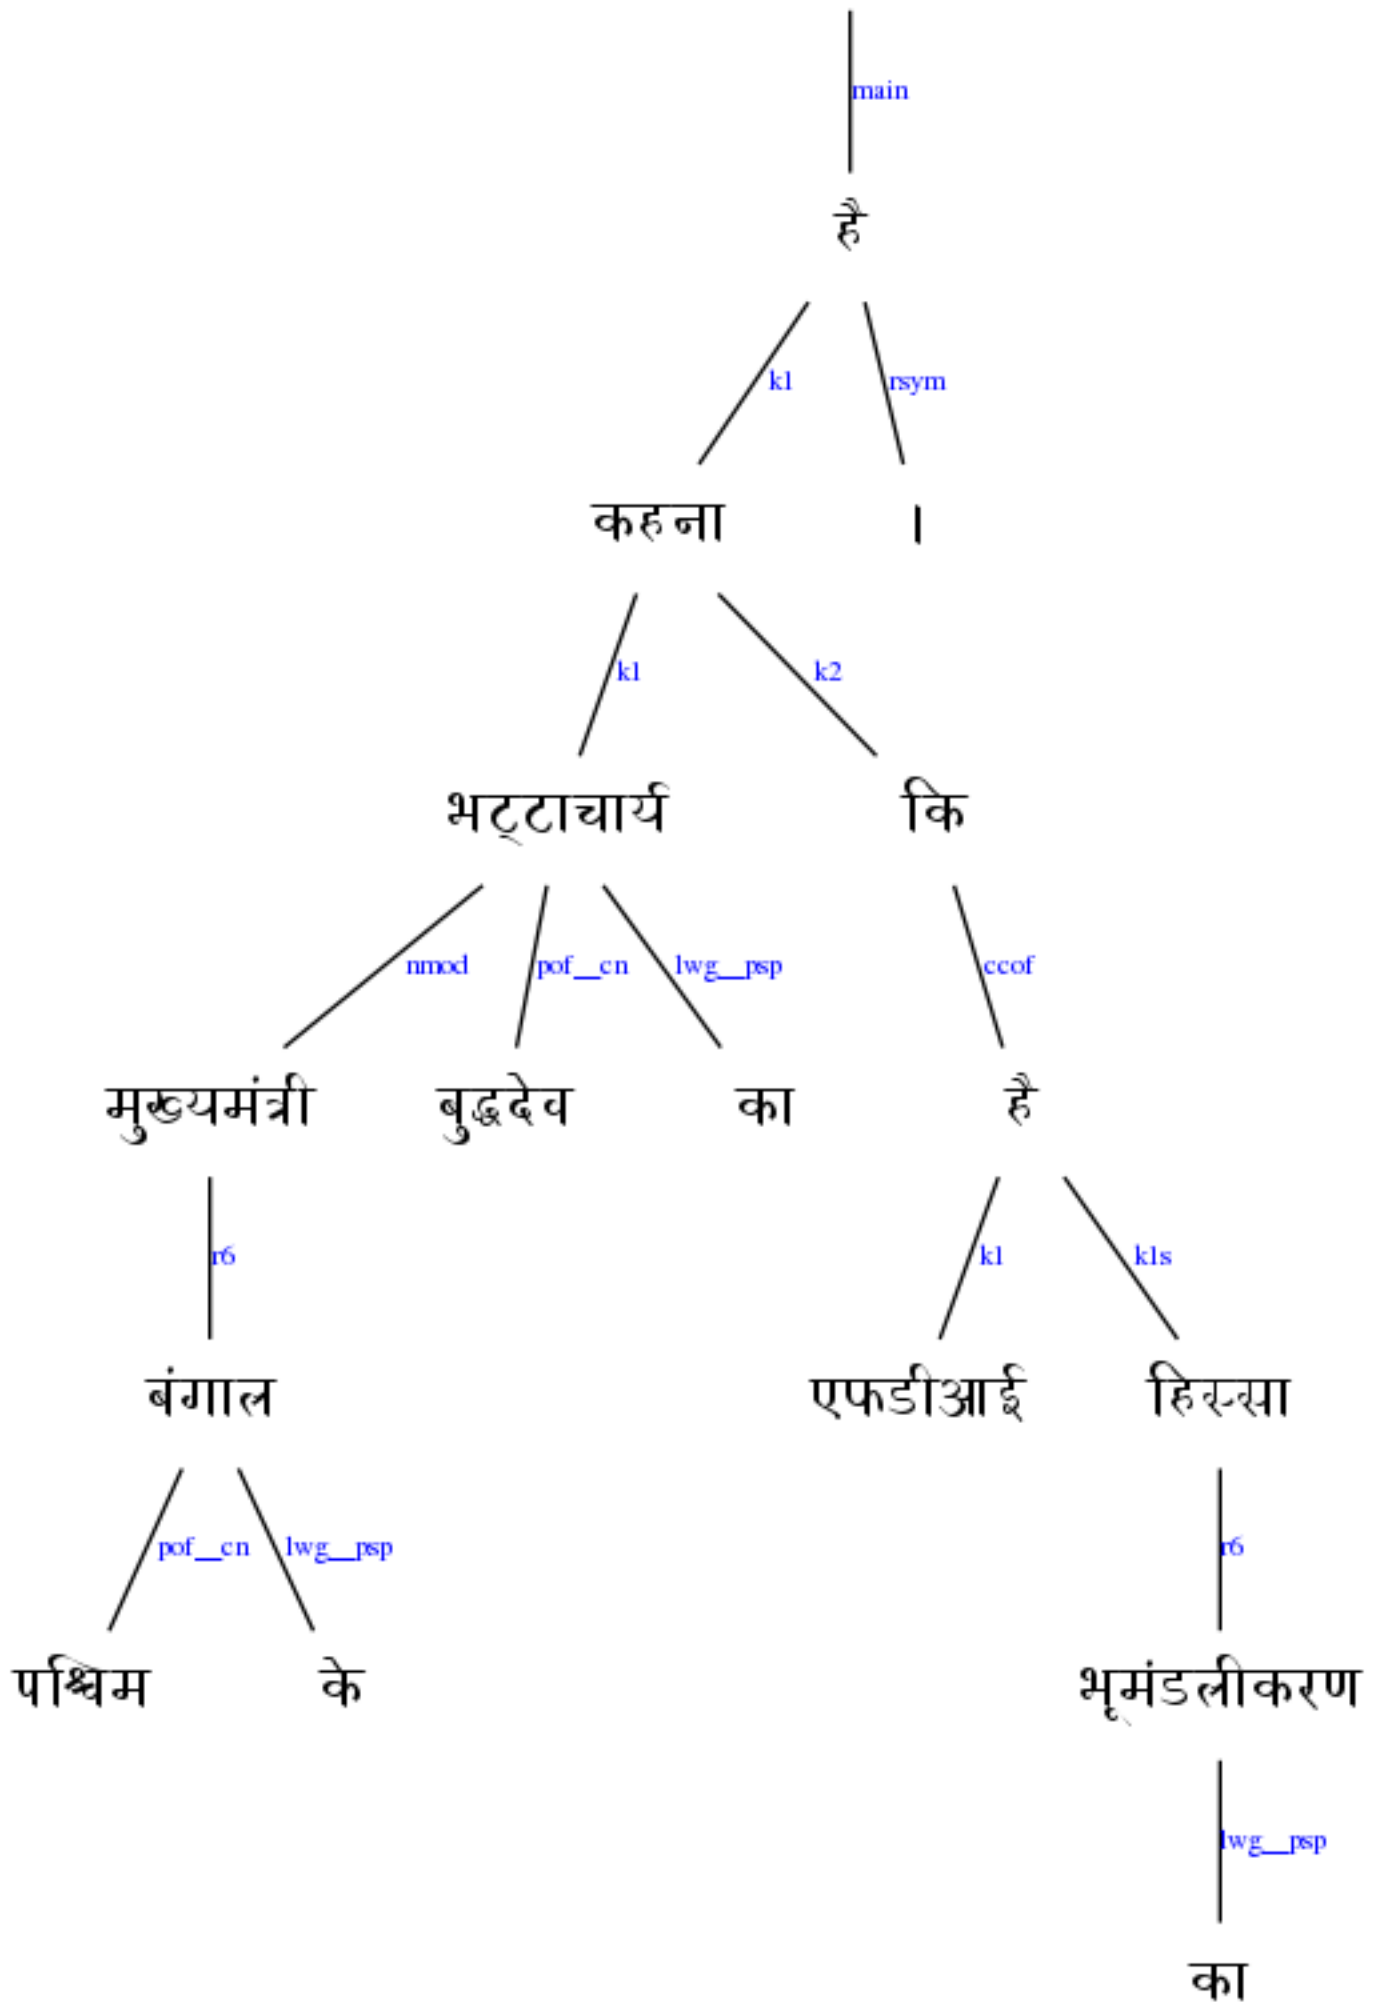 main
है
k1 rsym
कहना ।
k1 k2
भट्टाचार्य कि
nmod pof__cn lwg__psp ccof
मुख्यमंत्री बुद्धदेव का है
r6 k1 k1s
बंगाल एफडीआई हिस्सा
pof__cn lwg__psp r6
पश्चिम के भूमंडलीकरण
lwg__psp
का